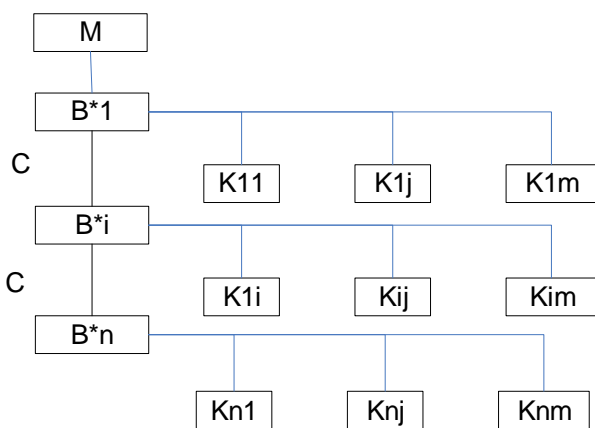 M
B*1
C
K11 K1j K1m
B*i
K1i Kij Kim
C
B*n
Kn1 Knj Knm